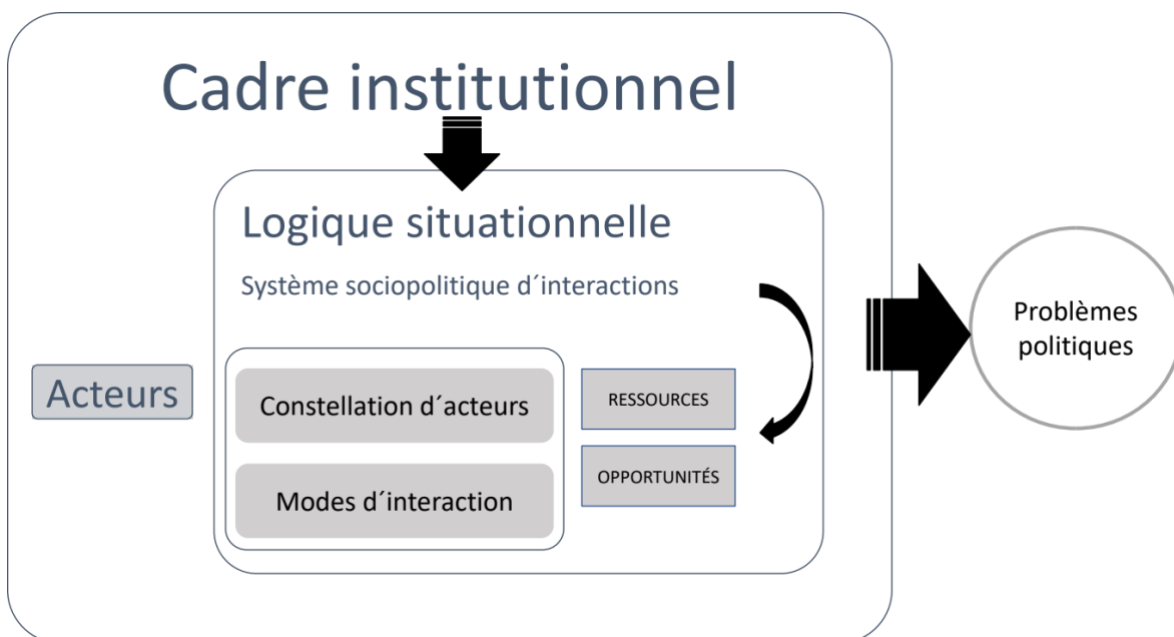 Cadre institutionnel
Logique situationnelle
Système sociopolitique d´interactions
Acteurs
Constellation d´acteurs
Modes d´interaction
RESSOURCES
OPPORTUNITÉS
Problèmes
politiques